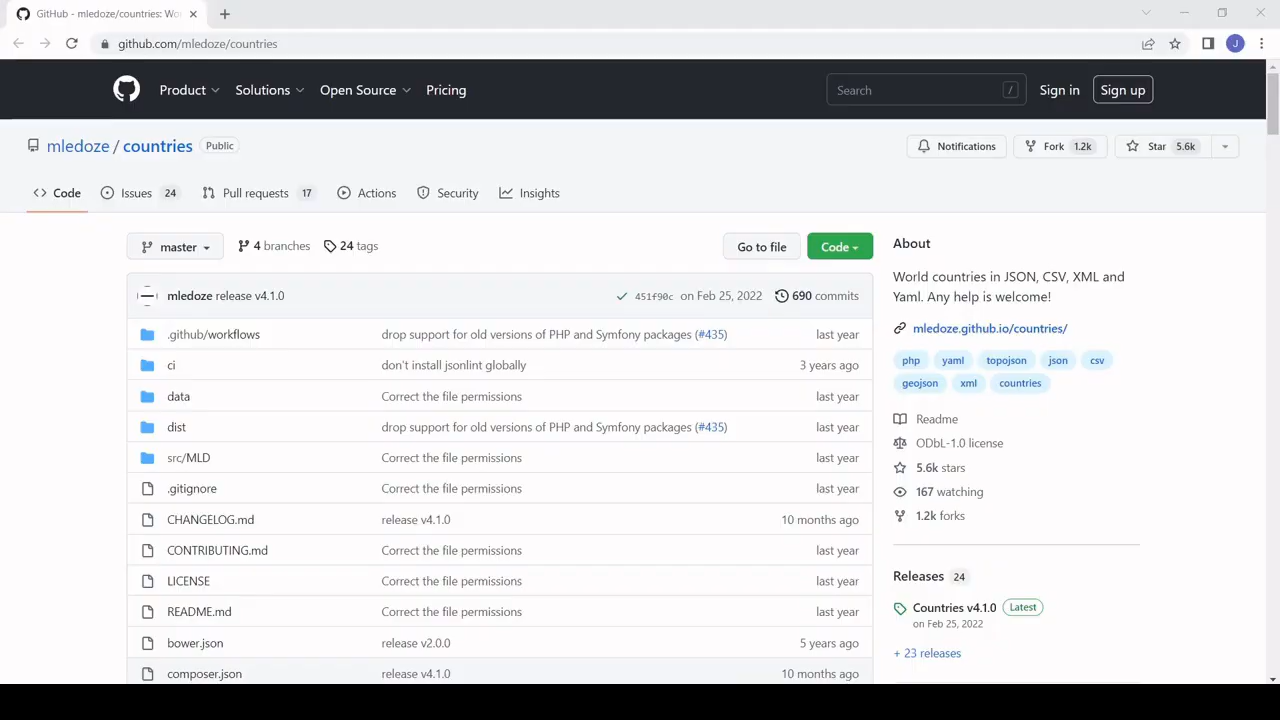 GitHub - mledoze/countries: Wo
github.com/mledoze/countries
J
Product Solutions Open Source Pricing Search / Sign in Sign up
mledoze / countries Public Notifications Fork 1.2k Star 5.6k
Code Issues 24 Pull requests 17 Actions Security Insights
master 4 branches 24 tags Go to file Code
mledoze release v4.1.0 451f90c on Feb 25, 2022 690 commits
.github/workflows drop support for old versions of PHP and Symfony packages (#435) last year
ci don't install jsonlint globally 3 years ago
data Correct the file permissions last year
dist drop support for old versions of PHP and Symfony packages (#435) last year
src/MLD Correct the file permissions last year
.gitignore Correct the file permissions last year
CHANGELOG.md release v4.1.0 10 months ago
CONTRIBUTING.md Correct the file permissions last year
LICENSE Correct the file permissions last year
README.md Correct the file permissions last year
bower.json release v2.0.0 5 years ago
composer.json release v4.1.0 10 months ago
About
World countries in JSON, CSV, XML and
Yaml. Any help is welcome!
mledoze.github.io/countries/
php yaml topojson json csv
geojson xml countries
Readme
ODbL-1.0 license
5.6k stars
167 watching
1.2k forks
Releases 24
Countries v4.1.0 Latest
on Feb 25, 2022
+ 23 releases